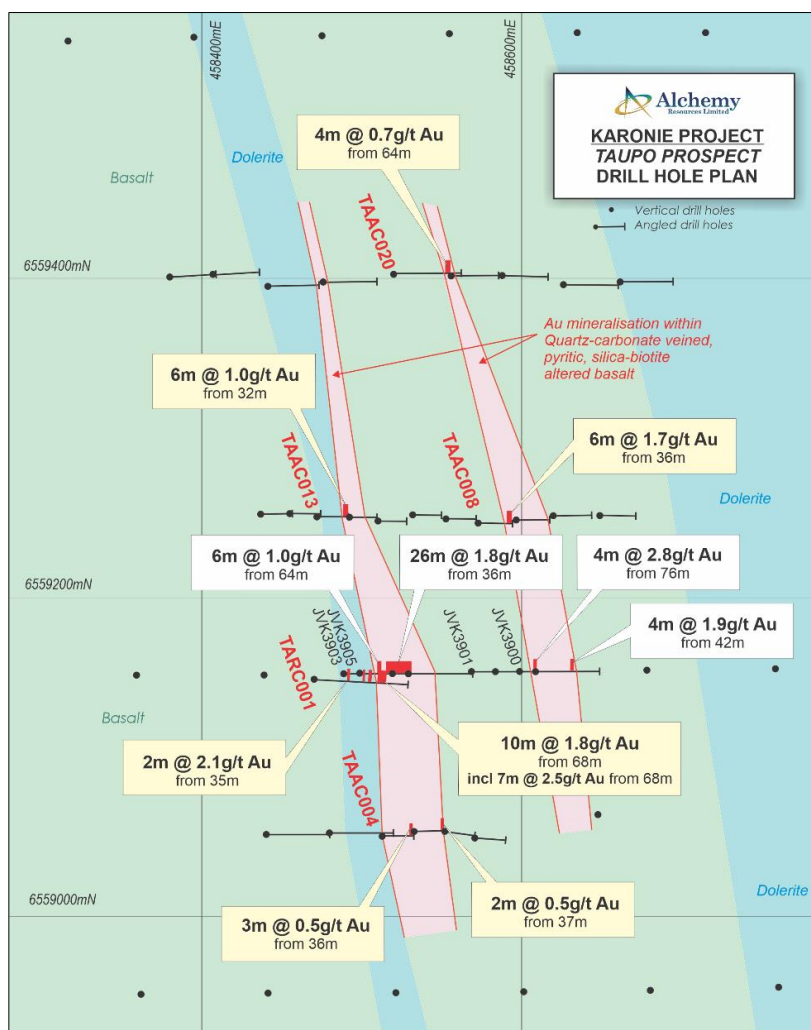 458400mE
458600mE
Alchemy
Resources Limited
KARONIE PROJECT
TAUPO PROSPECT
DRILL HOLE PLAN
Vertical drill holes
Angled drill holes
4m @ 0.7g/t Au
from 64m
Dolerite
Basalt
TAAC020
6559400mN
Au mineralisation within
Quartz-carbonate veined,
pyritic, silica-biotite
altered basalt
6m @ 1.0g/t Au
from 32m
TAAC013
TAAC008
6m @ 1.7g/t Au
from 36m
Dolerite
6m @ 1.0g/t Au
from 64m
26m @ 1.8g/t Au
from 36m
4m @ 2.8g/t Au
from 76m
6559200mN
4m @ 1.9g/t Au
from 42m
JVK3903
JVK3905
JVK3901
JVK3900
TARC001
Basalt
2m @ 2.1g/t Au
from 35m
10m @ 1.8g/t Au
from 68m
incl 7m @ 2.5g/t Au from 68m
TAAC004
Dolerite
6559000mN
3m @ 0.5g/t Au
from 36m
2m @ 0.5g/t Au
from 37m